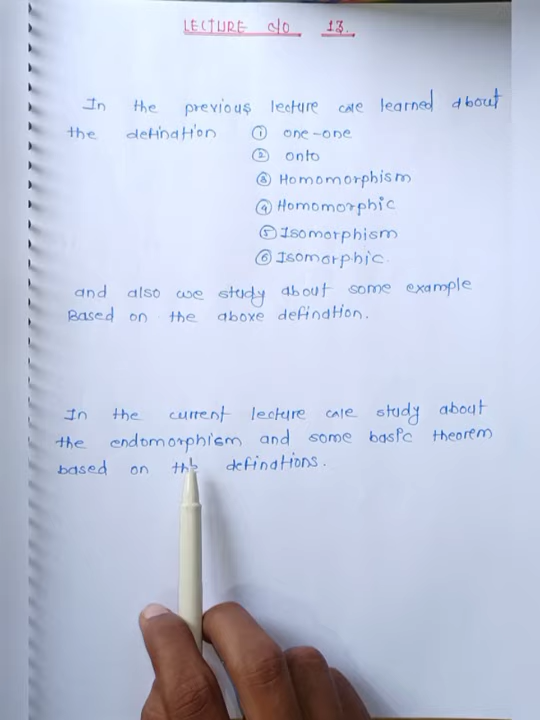 LECTURE NO 13.
In the previous lecture we learned about
the defination ① one-one
② onto
③ Homomorphism
④ Homomorphic
⑤ Isomorphism
⑥ Isomorphic.
and also we study about some example
Based on the above defination.
In the current lecture we study about
the endomorphism and some basic theorem
based on the definations.